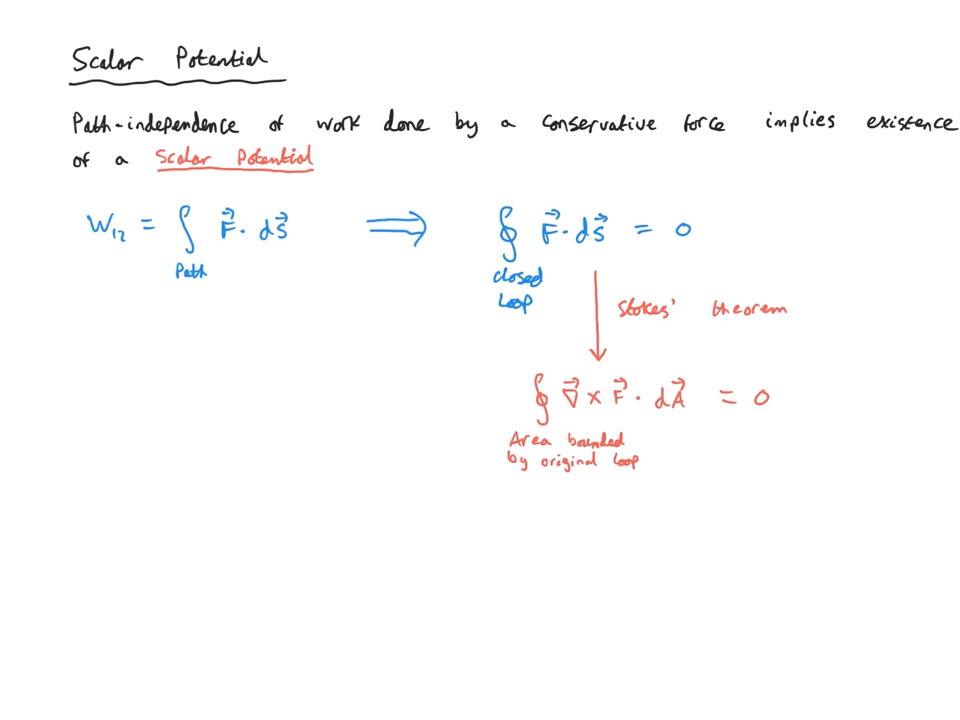 Scalar Potential
Path-independence of work done by a conservative force implies existence
of a Scalar Potential
W₁₂ = ∫ F⃗ · dS⃗ ⟹ ∮ F⃗ · dS⃗ = 0
Path
closed
loop
Stokes' theorem
∮ ∇⃗ × F⃗ · dA⃗ = 0
Area bounded
by original loop